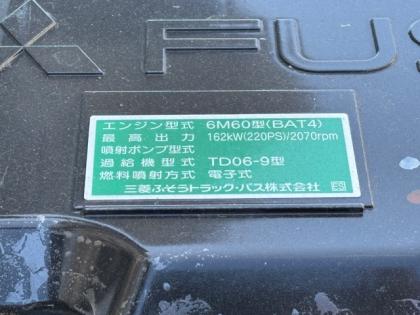 FUS
エンジン型式 6M60型(BAT4)
最高出力 162kW(220PS)/2070rpm
噴射ポンプ型式
過給機型式 TD06-9型
燃料噴射方式 電子式
三菱ふそうトラック・バス株式会社